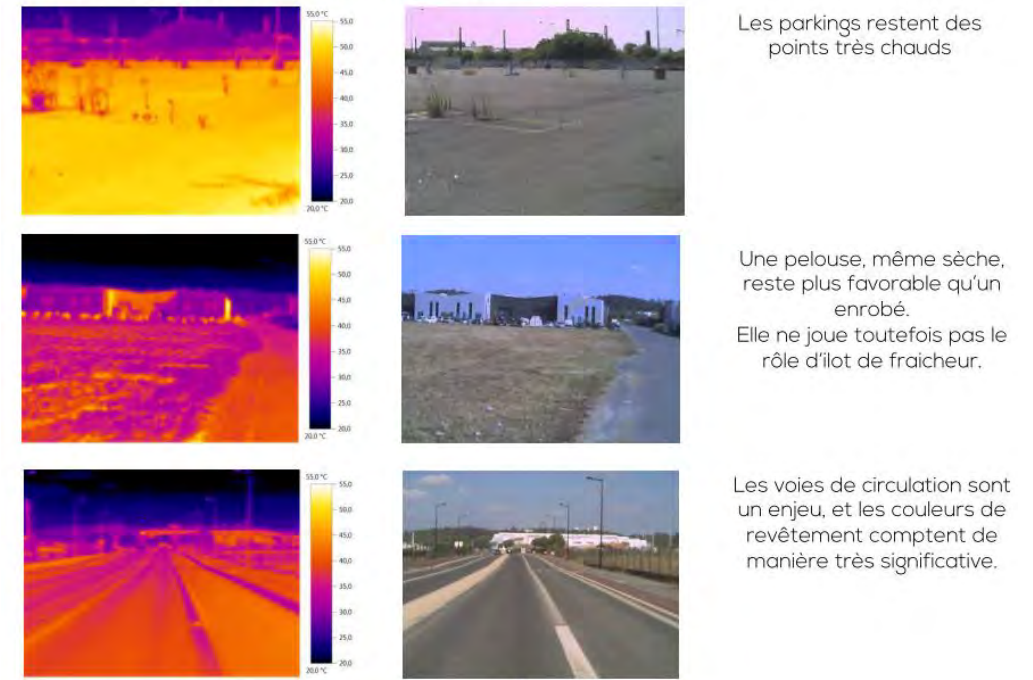 55,0 °C
55,0
50,0
45,0
40,0
35,0
30,0
25,0
20,0
20,0 °C
Les parkings restent des
points très chauds
55,0 °C
55,0
50,0
45,0
40,0
35,0
30,0
25,0
20,0
20,0 °C
Une pelouse, même sèche,
reste plus favorable qu'un
enrobé.
Elle ne joue toutefois pas le
rôle d'ilot de fraicheur.
55,0 °C
55,0
50,0
45,0
40,0
35,0
30,0
25,0
20,0
20,0 °C
Les voies de circulation sont
un enjeu, et les couleurs de
revêtement comptent de
manière très significative.